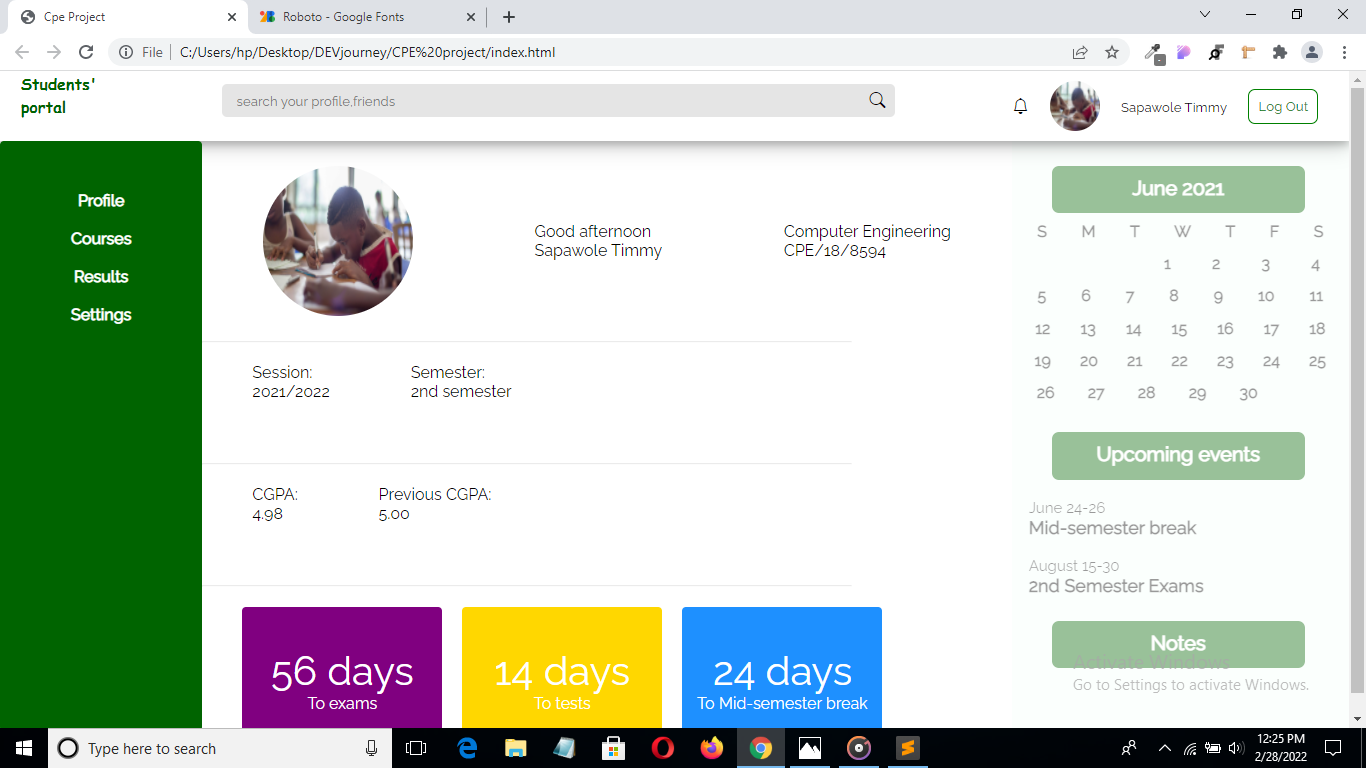 Cpe Project
Roboto - Google Fonts
File
C:/Users/hp/Desktop/DEVjourney/CPE%20project/index.html
Students'
portal
search your profile,friends
Sapawole Timmy
Log Out
Profile
Courses
Results
Settings
Good afternoon
Sapawole Timmy
Computer Engineering
CPE/18/8594
Session:
2021/2022
Semester:
2nd semester
CGPA:
4.98
Previous CGPA:
5.00
56 days
To exams
14 days
To tests
24 days
To Mid-semester break
June 2021
S M T W T F S
1 2 3 4
5 6 7 8 9 10 11
12 13 14 15 16 17 18
19 20 21 22 23 24 25
26 27 28 29 30
Upcoming events
June 24-26
Mid-semester break
August 15-30
2nd Semester Exams
Notes
Activate Windows
Go to Settings to activate Windows.
Type here to search
12:25 PM
2/28/2022